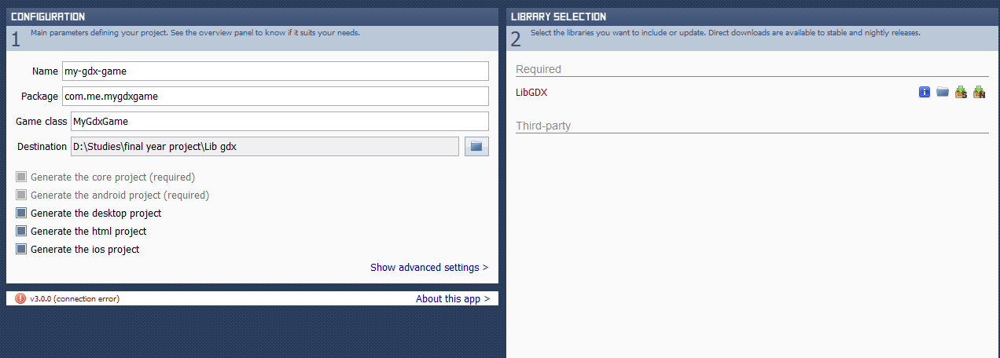 CONFIGURATION
1
Main parameters defining your project. See the overview panel to know if it suits your needs.
Name
my-gdx-game
Package
com.me.mygdxgame
Game class
MyGdxGame
Destination
D:\Studies\final year project\Lib gdx
Generate the core project (required)
Generate the android project (required)
Generate the desktop project
Generate the html project
Generate the ios project
Show advanced settings >
v3.0.0 (connection error)
About this app >
LIBRARY SELECTION
2
Select the libraries you want to include or update. Direct downloads are available to stable and nightly releases.
Required
LibGDX
i
S
N
Third-party